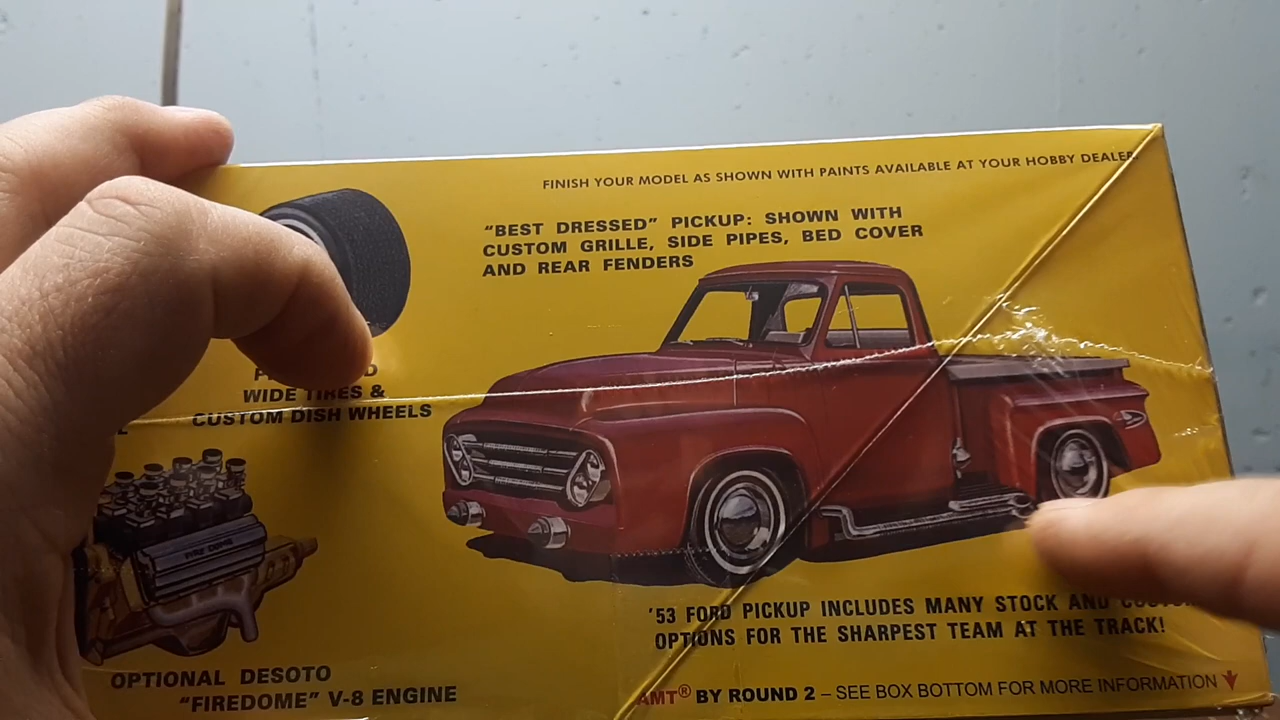 FINISH YOUR MODEL AS SHOWN WITH PAINTS AVAILABLE AT YOUR HOBBY DEALER
"BEST DRESSED" PICKUP: SHOWN WITH
CUSTOM GRILLE, SIDE PIPES, BED COVER
AND REAR FENDERS
WIDE TIRES &
CUSTOM DISH WHEELS
FIRE DOME
'53 FORD PICKUP INCLUDES MANY STOCK AND
OPTIONS FOR THE SHARPEST TEAM AT THE TRACK!
OPTIONAL DESOTO
"FIREDOME" V-8 ENGINE
AMT® BY ROUND 2 – SEE BOX BOTTOM FOR MORE INFORMATION